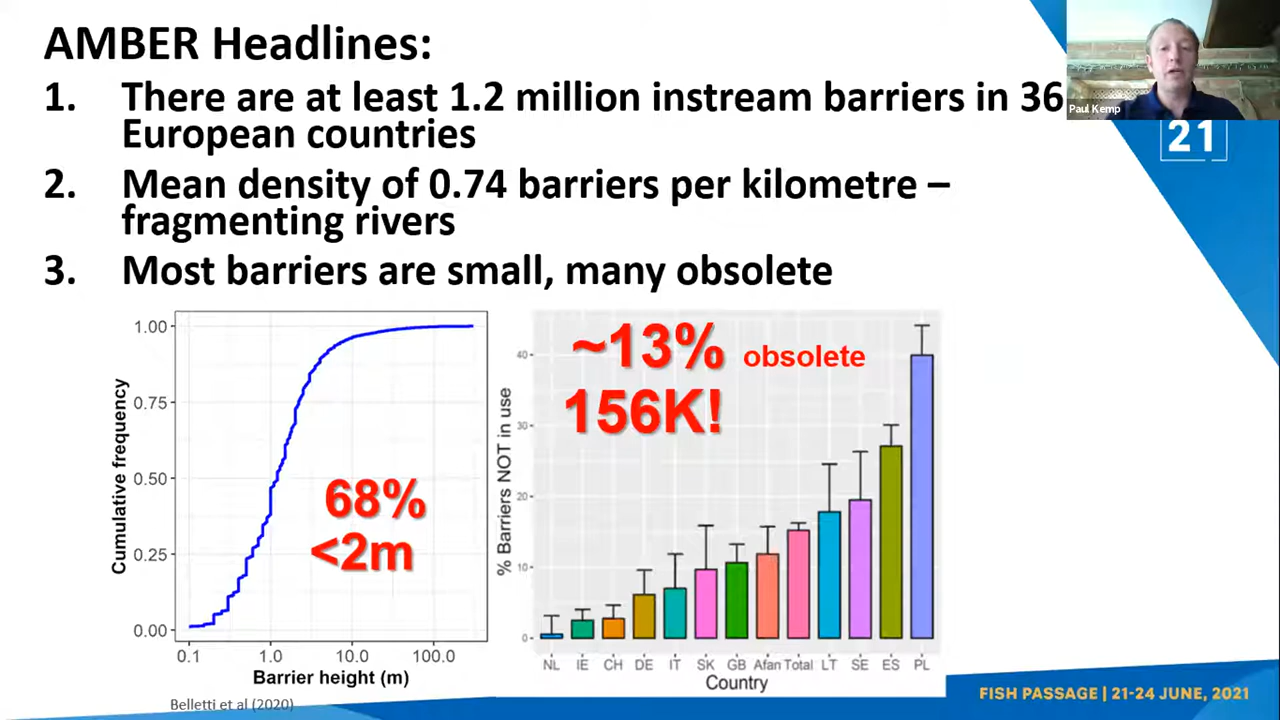 AMBER Headlines:
1. There are at least 1.2 million instream barriers in 36
European countries
2. Mean density of 0.74 barriers per kilometre –
fragmenting rivers
3. Most barriers are small, many obsolete
Paul Kemp
21
Cumulative frequency
1.00
0.75
0.50
0.25
0.00
68%
<2m
0.1 1.0 10.0 100.0
Barrier height (m)
Belletti et al (2020)
% Barriers NOT in use
~13% obsolete
156K!
40
30
20
10
0
NL IE CH DE IT SK GB Afan Total LT SE ES PL
Country
FISH PASSAGE | 21-24 JUNE, 2021